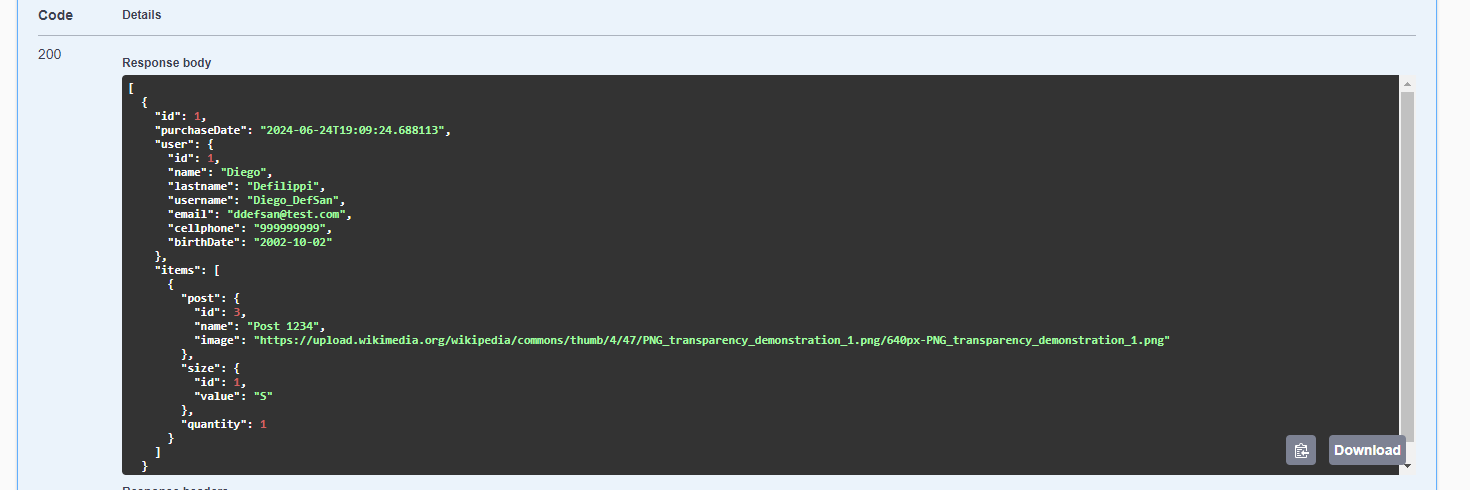 Code Details
200
Response body
[
  {
    "id": 1,
    "purchaseDate": "2024-06-24T19:09:24.688113",
    "user": {
      "id": 1,
      "name": "Diego",
      "lastname": "Defilippi",
      "username": "Diego_DefSan",
      "email": "ddefsan@test.com",
      "cellphone": "999999999",
      "birthDate": "2002-10-02"
    },
    "items": [
      {
        "post": {
          "id": 3,
          "name": "Post 1234",
          "image": "https://upload.wikimedia.org/wikipedia/commons/thumb/4/47/PNG_transparency_demonstration_1.png/640px-PNG_transparency_demonstration_1.png"
        },
        "size": {
          "id": 1,
          "value": "S"
        },
        "quantity": 1
      }
    ]
  }
Download
Response headers